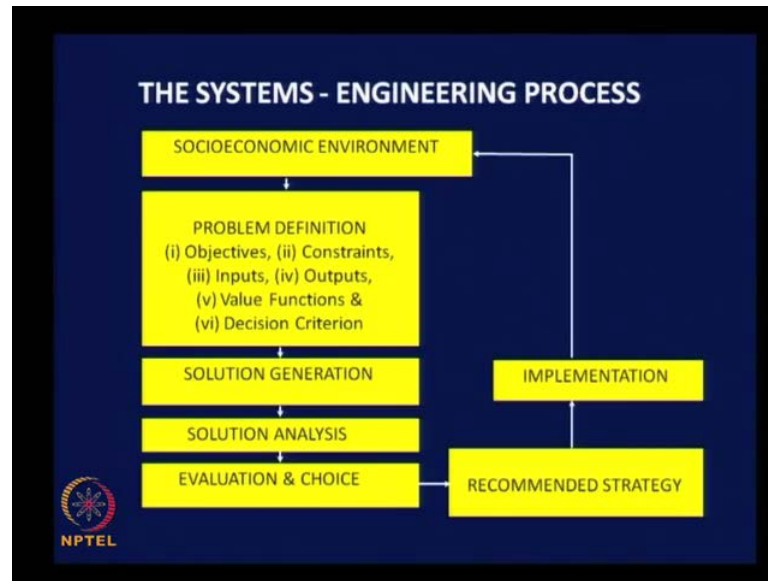 THE SYSTEMS - ENGINEERING PROCESS
SOCIOECONOMIC ENVIRONMENT
PROBLEM DEFINITION
(i) Objectives, (ii) Constraints,
(iii) Inputs, (iv) Outputs,
(v) Value Functions &
(vi) Decision Criterion
SOLUTION GENERATION
IMPLEMENTATION
SOLUTION ANALYSIS
EVALUATION & CHOICE
RECOMMENDED STRATEGY
NPTEL